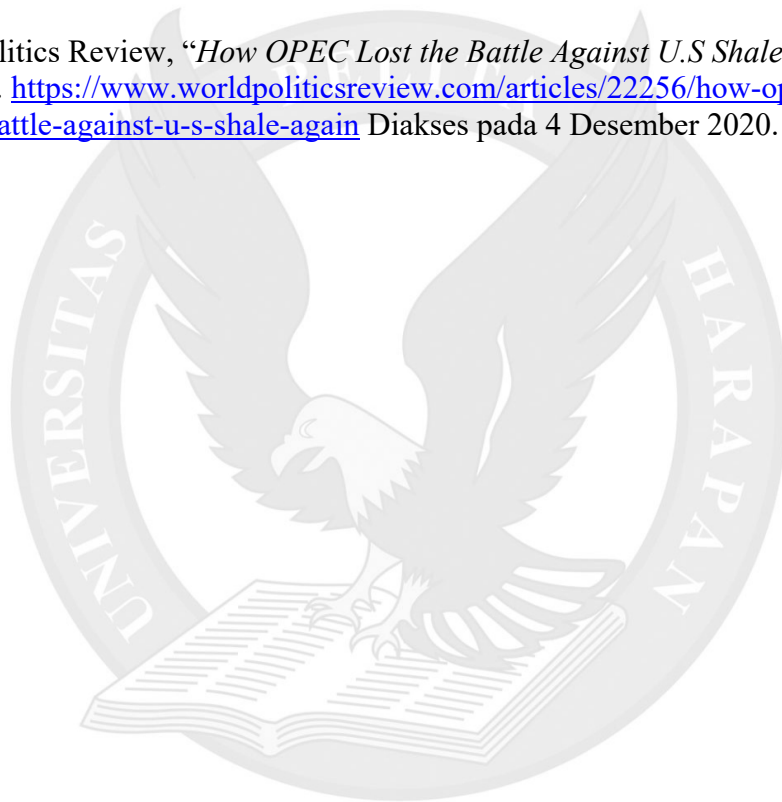 litics Review, “How OPEC Lost the Battle Against U.S Shale
. https://www.worldpoliticsreview.com/articles/22256/how-op
attle-against-u-s-shale-again Diakses pada 4 Desember 2020.
UNIVERSITAS PELITA HARAPAN